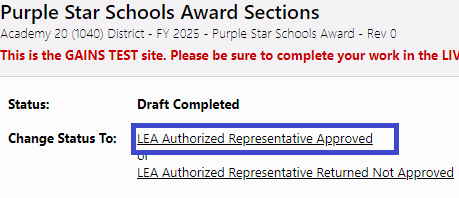 Purple Star Schools Award Sections
Academy 20 (1040) District - FY 2025 - Purple Star Schools Award - Rev 0
This is the GAINS TEST site. Please be sure to complete your work in the LIV
Status: Draft Completed
Change Status To: LEA Authorized Representative Approved
or
LEA Authorized Representative Returned Not Approved